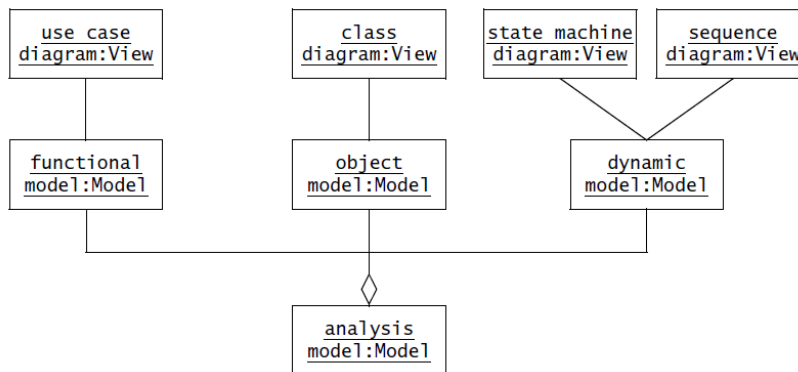 use case
diagram:View
class
diagram:View
state machine
diagram:View
sequence
diagram:View
functional
model:Model
object
model:Model
dynamic
model:Model
analysis
model:Model